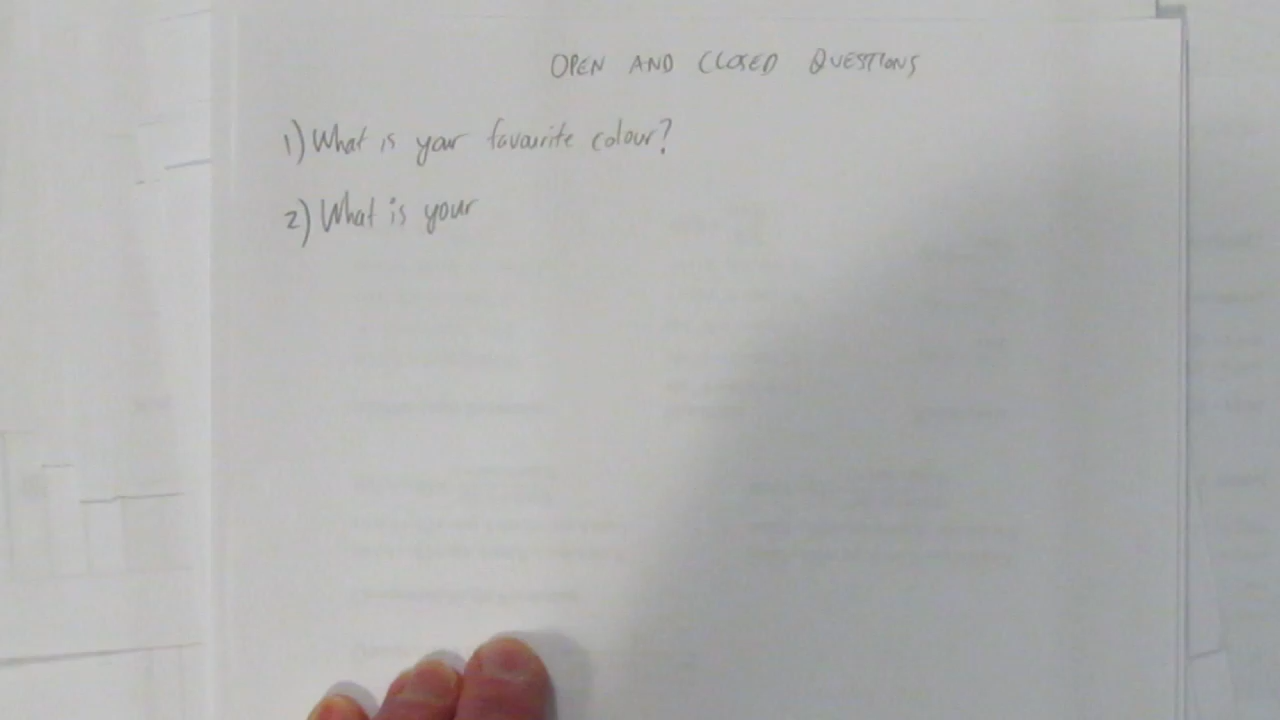 OPEN AND CLOSED QUESTIONS
1) What is your favourite colour?
2) What is your